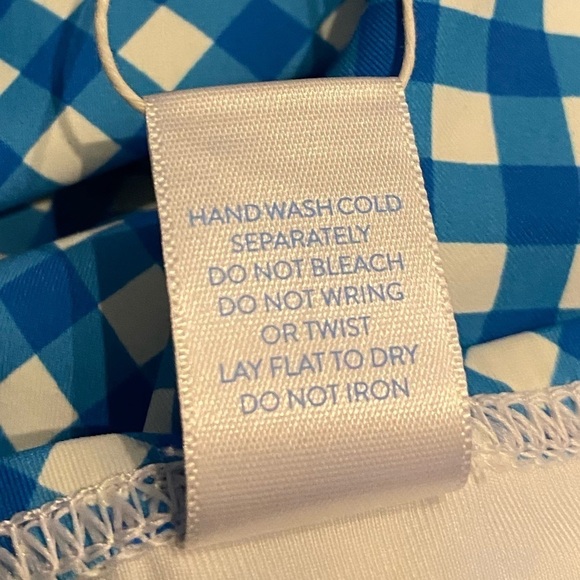 HAND WASH COLD
SEPARATELY
DO NOT BLEACH
DO NOT WRING
OR TWIST
LAY FLAT TO DRY
DO NOT IRON